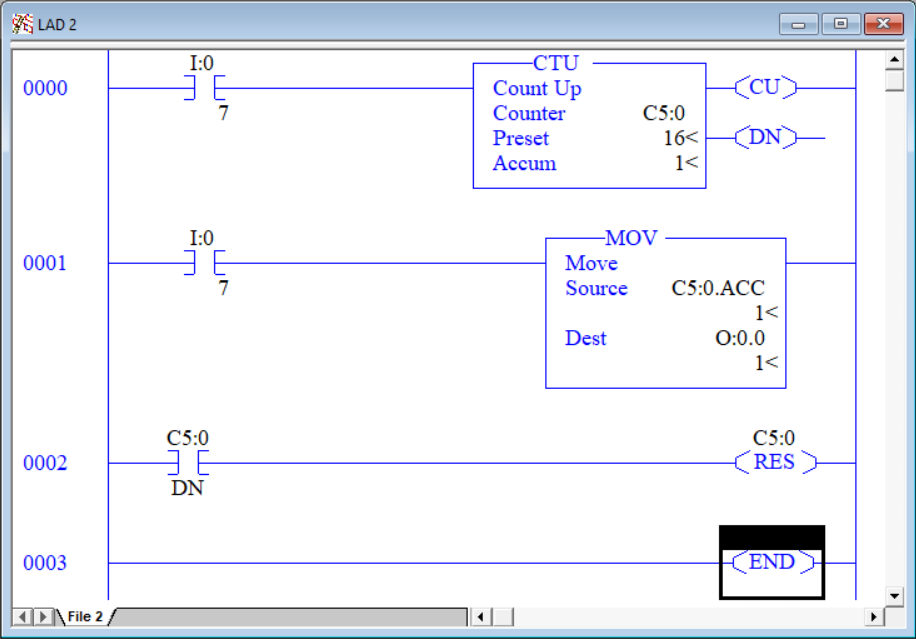 LAD 2
I:0
CTU
0000
Count Up
CU
7
Counter C5:0
Preset 16<
DN
Accum 1<
I:0
MOV
0001
Move
7
Source C5:0.ACC
1<
Dest O:0.0
1<
C5:0
C5:0
0002
RES
DN
0003
END
File 2